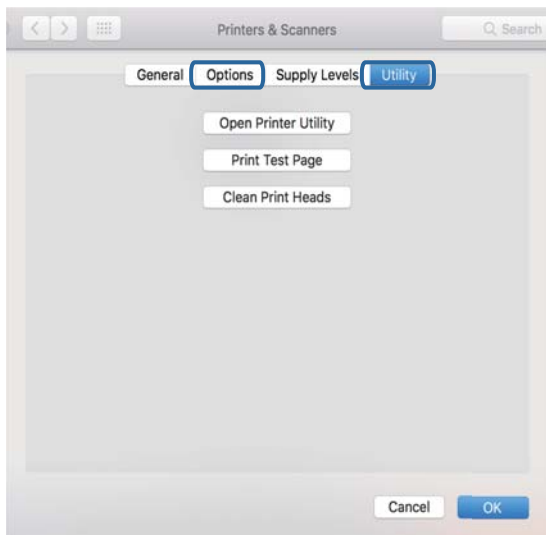 Printers & Scanners Search
General Options Supply Levels Utility
Open Printer Utility
Print Test Page
Clean Print Heads
Cancel OK